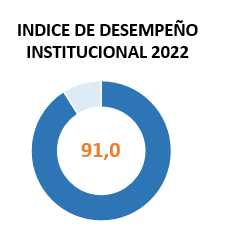 INDICE DE DESEMPEÑO
INSTITUCIONAL 2022
91,0